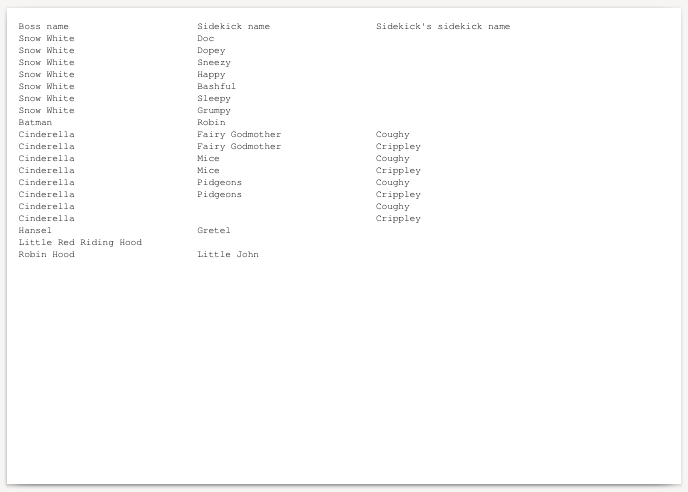 Boss name Sidekick name Sidekick's sidekick name
Snow White Doc
Snow White Dopey
Snow White Sneezy
Snow White Happy
Snow White Bashful
Snow White Sleepy
Snow White Grumpy
Batman Robin
Cinderella Fairy Godmother Coughy
Cinderella Fairy Godmother Crippley
Cinderella Mice Coughy
Cinderella Mice Crippley
Cinderella Pidgeons Coughy
Cinderella Pidgeons Crippley
Cinderella Coughy
Cinderella Crippley
Hansel Gretel
Little Red Riding Hood
Robin Hood Little John